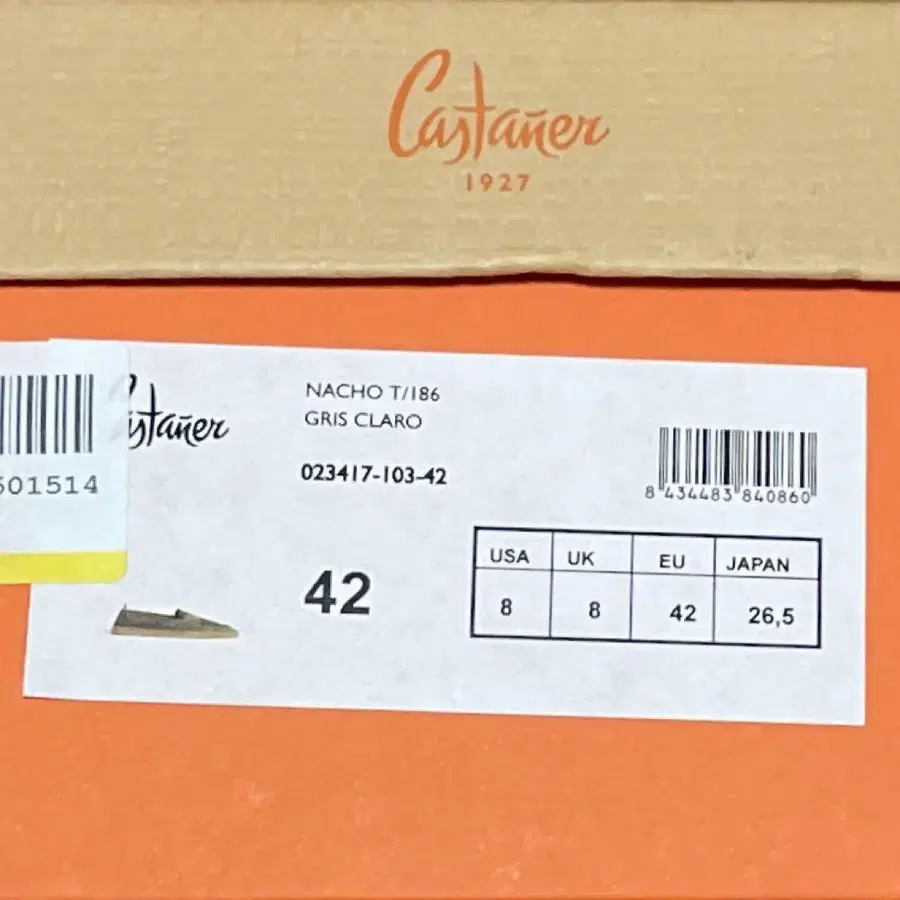 Castañer
1927
501514
Castañer
NACHO T/186
GRIS CLARO
023417-103-42
8 434483 840860
42
USA UK EU JAPAN
8 8 42 26,5